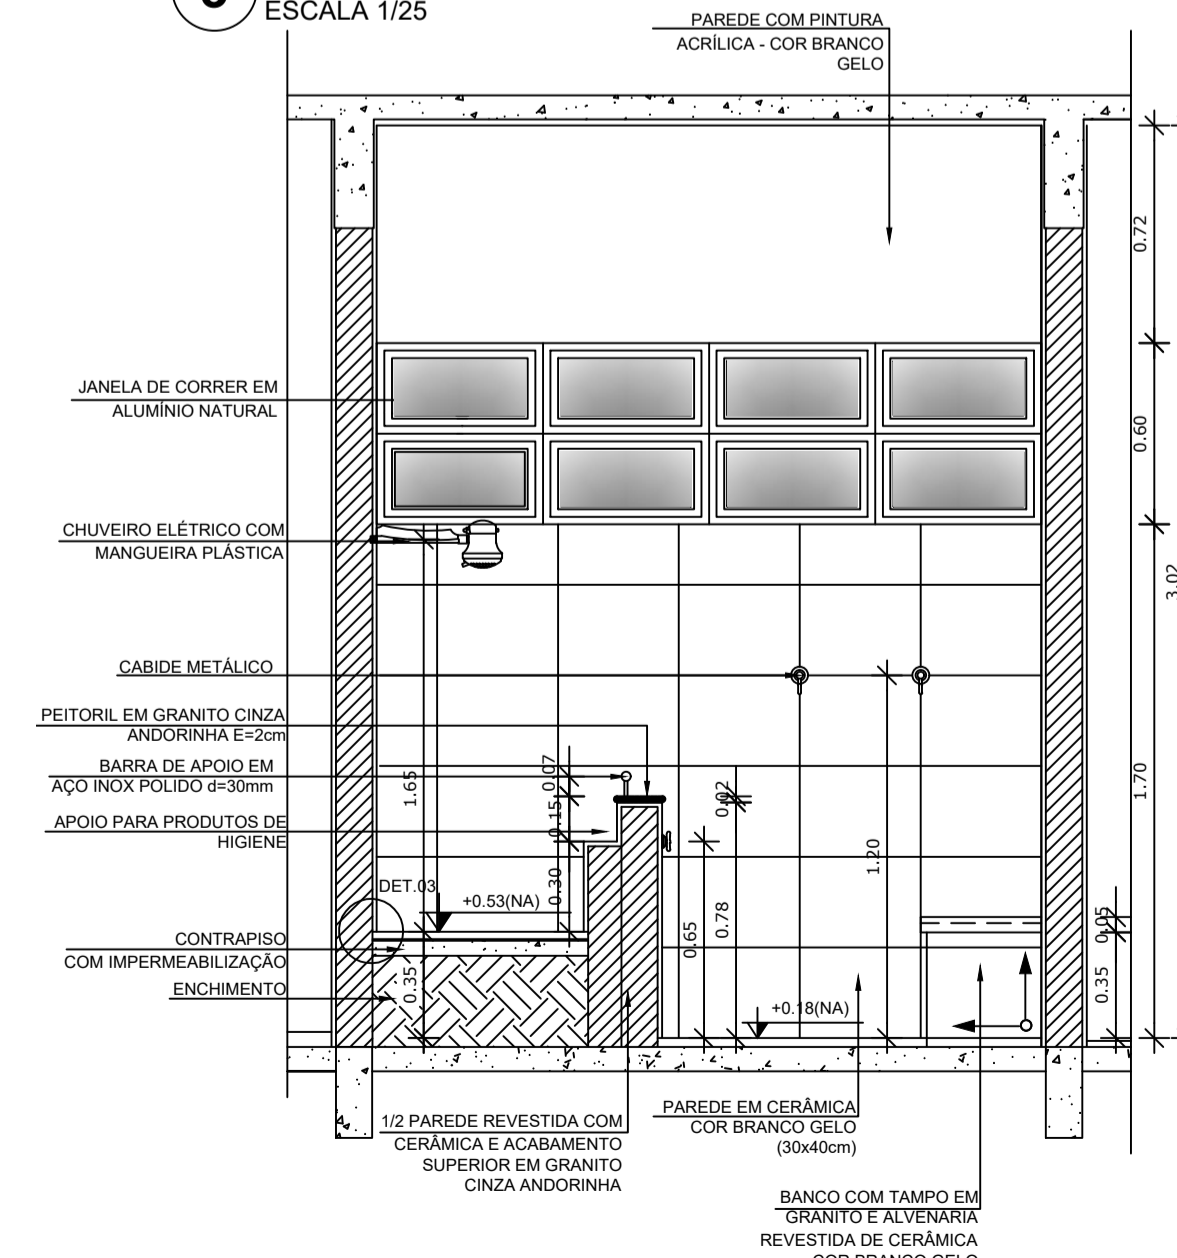 ESCALA 1/25
PAREDE COM PINTURA
ACRÍLICA - COR BRANCO
GELO
0.72
JANELA DE CORRER EM
ALUMÍNIO NATURAL
0.60
CHUVEIRO ELÉTRICO COM
MANGUEIRA PLÁSTICA
3.02
CABIDE METÁLICO
PEITORIL EM GRANITO CINZA
ANDORINHA E=2cm
BARRA DE APOIO EM
AÇO INOX POLIDO d=30mm
APOIO PARA PRODUTOS DE
HIGIENE
1.65
0.07
0.15
0.30
0.02
0.78
0.65
1.20
1.70
DET.03
+0.53(NA)
CONTRAPISO
COM IMPERMEABILIZAÇÃO
ENCHIMENTO
0.35
+0.18(NA)
0.05
0.35
1/2 PAREDE REVESTIDA COM
CERÂMICA E ACABAMENTO
SUPERIOR EM GRANITO
CINZA ANDORINHA
PAREDE EM CERÂMICA
COR BRANCO GELO
(30x40cm)
BANCO COM TAMPO EM
GRANITO E ALVENARIA
REVESTIDA DE CERÂMICA
COR BRANCO GELO